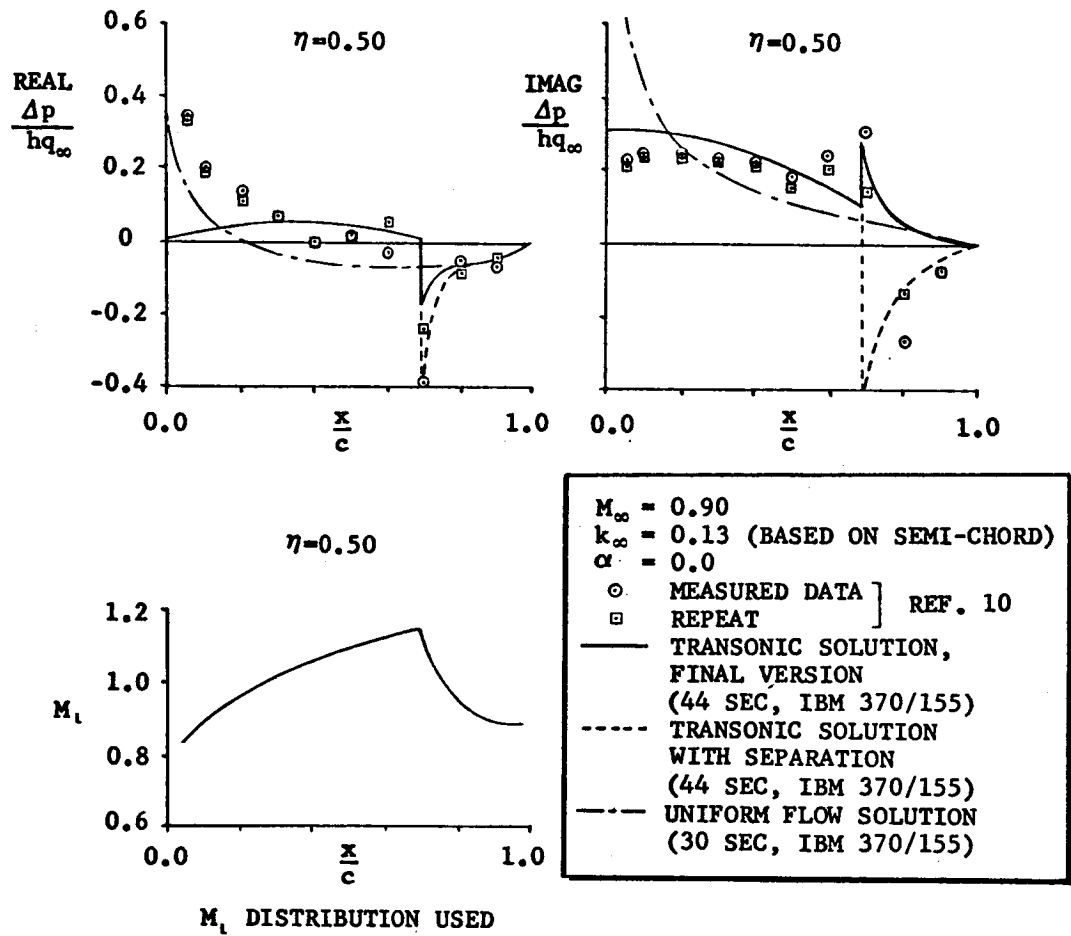 η=0.50
REAL
Δp
hq∞
0.6
0.4
0.2
0
-0.2
-0.4
0.0
x
c
1.0
η=0.50
IMAG
Δp
hq∞
0.0
x
c
1.0
η=0.50
1.2
1.0
Mι
0.8
0.6
0.0
x
c
1.0
Mι DISTRIBUTION USED
M∞ = 0.90
k∞ = 0.13 (BASED ON SEMI-CHORD)
α = 0.0
MEASURED DATA
REPEAT
] REF. 10
TRANSONIC SOLUTION,
FINAL VERSION
(44 SEC, IBM 370/155)
TRANSONIC SOLUTION
WITH SEPARATION
(44 SEC, IBM 370/155)
UNIFORM FLOW SOLUTION
(30 SEC, IBM 370/155)